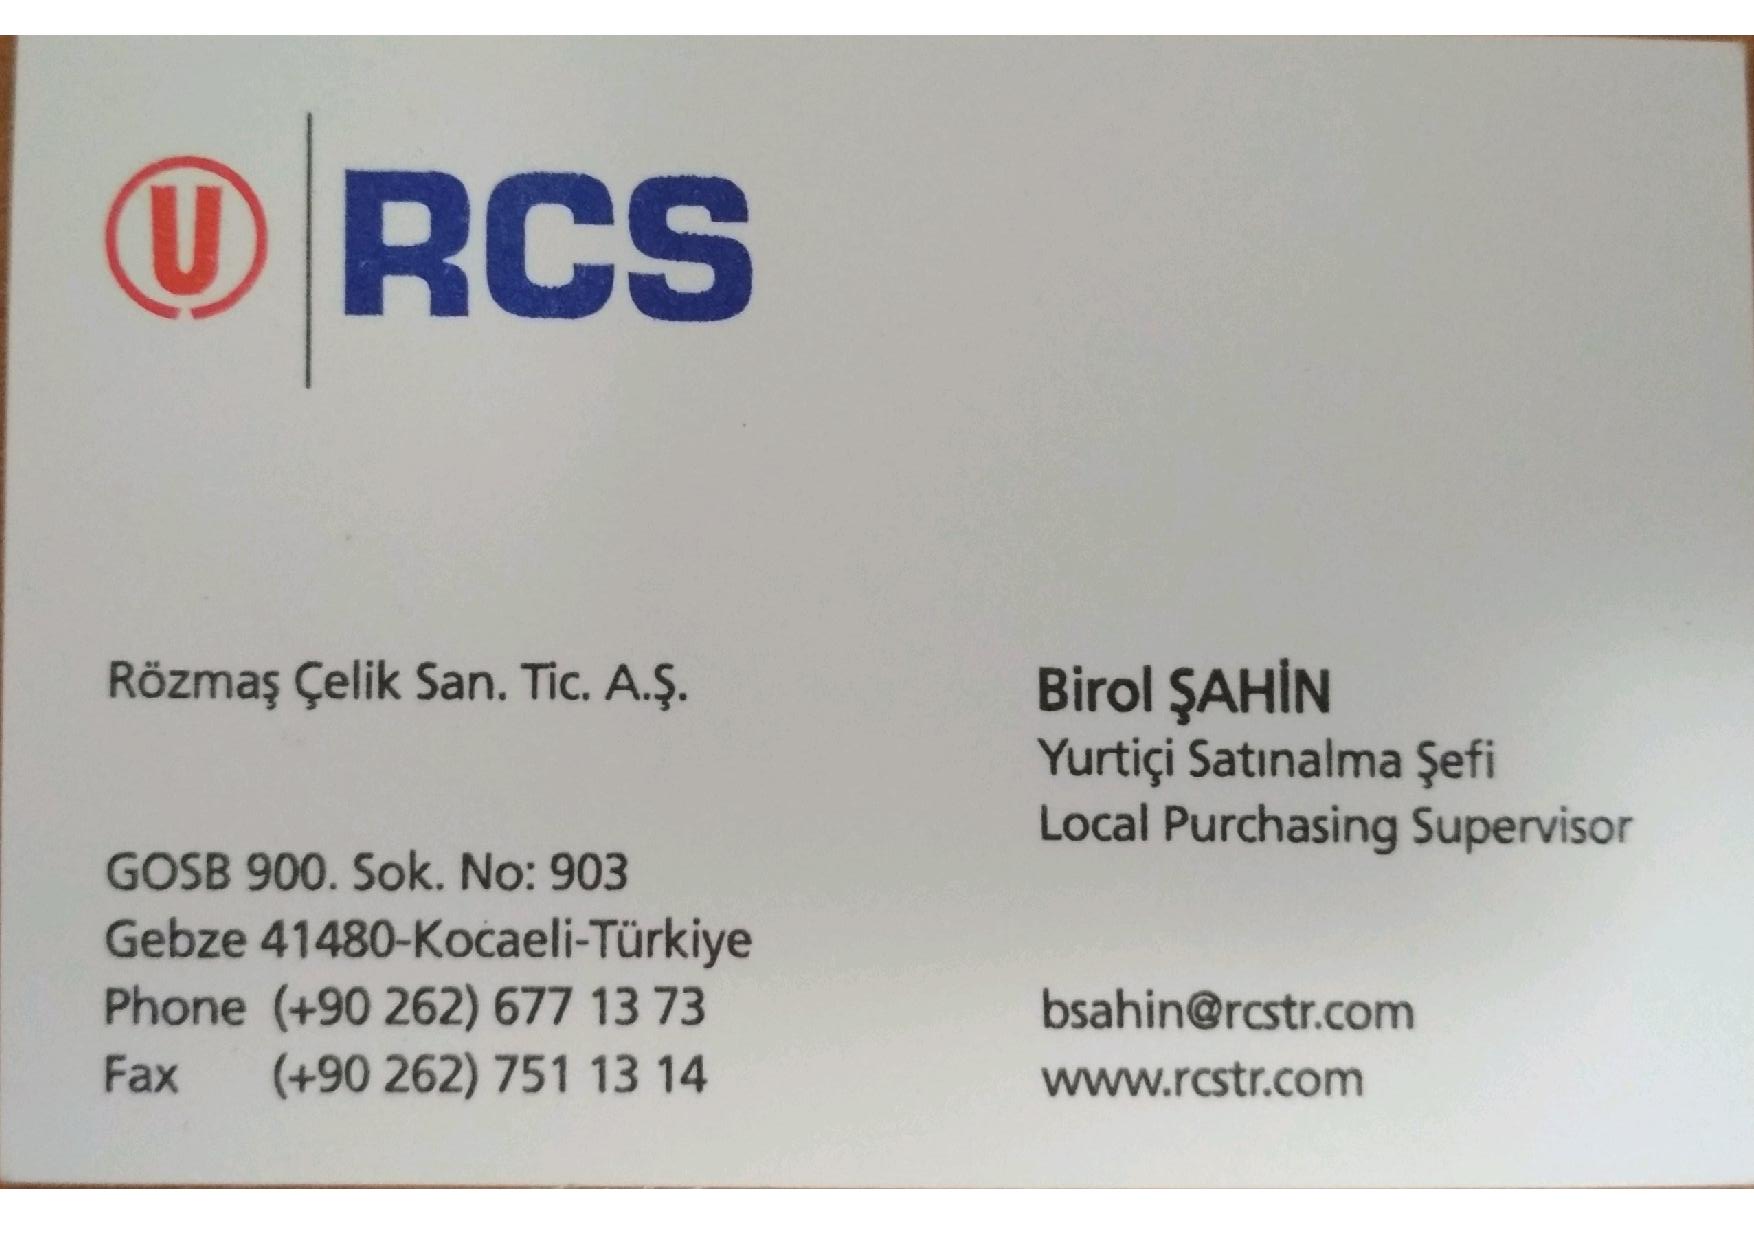 U RCS
Rözmaş Çelik San. Tic. A.Ş.
GOSB 900. Sok. No: 903
Gebze 41480-Kocaeli-Türkiye
Phone (+90 262) 677 13 73
Fax (+90 262) 751 13 14
Birol ŞAHİN
Yurtiçi Satınalma Şefi
Local Purchasing Supervisor
bsahin@rcstr.com
www.rcstr.com